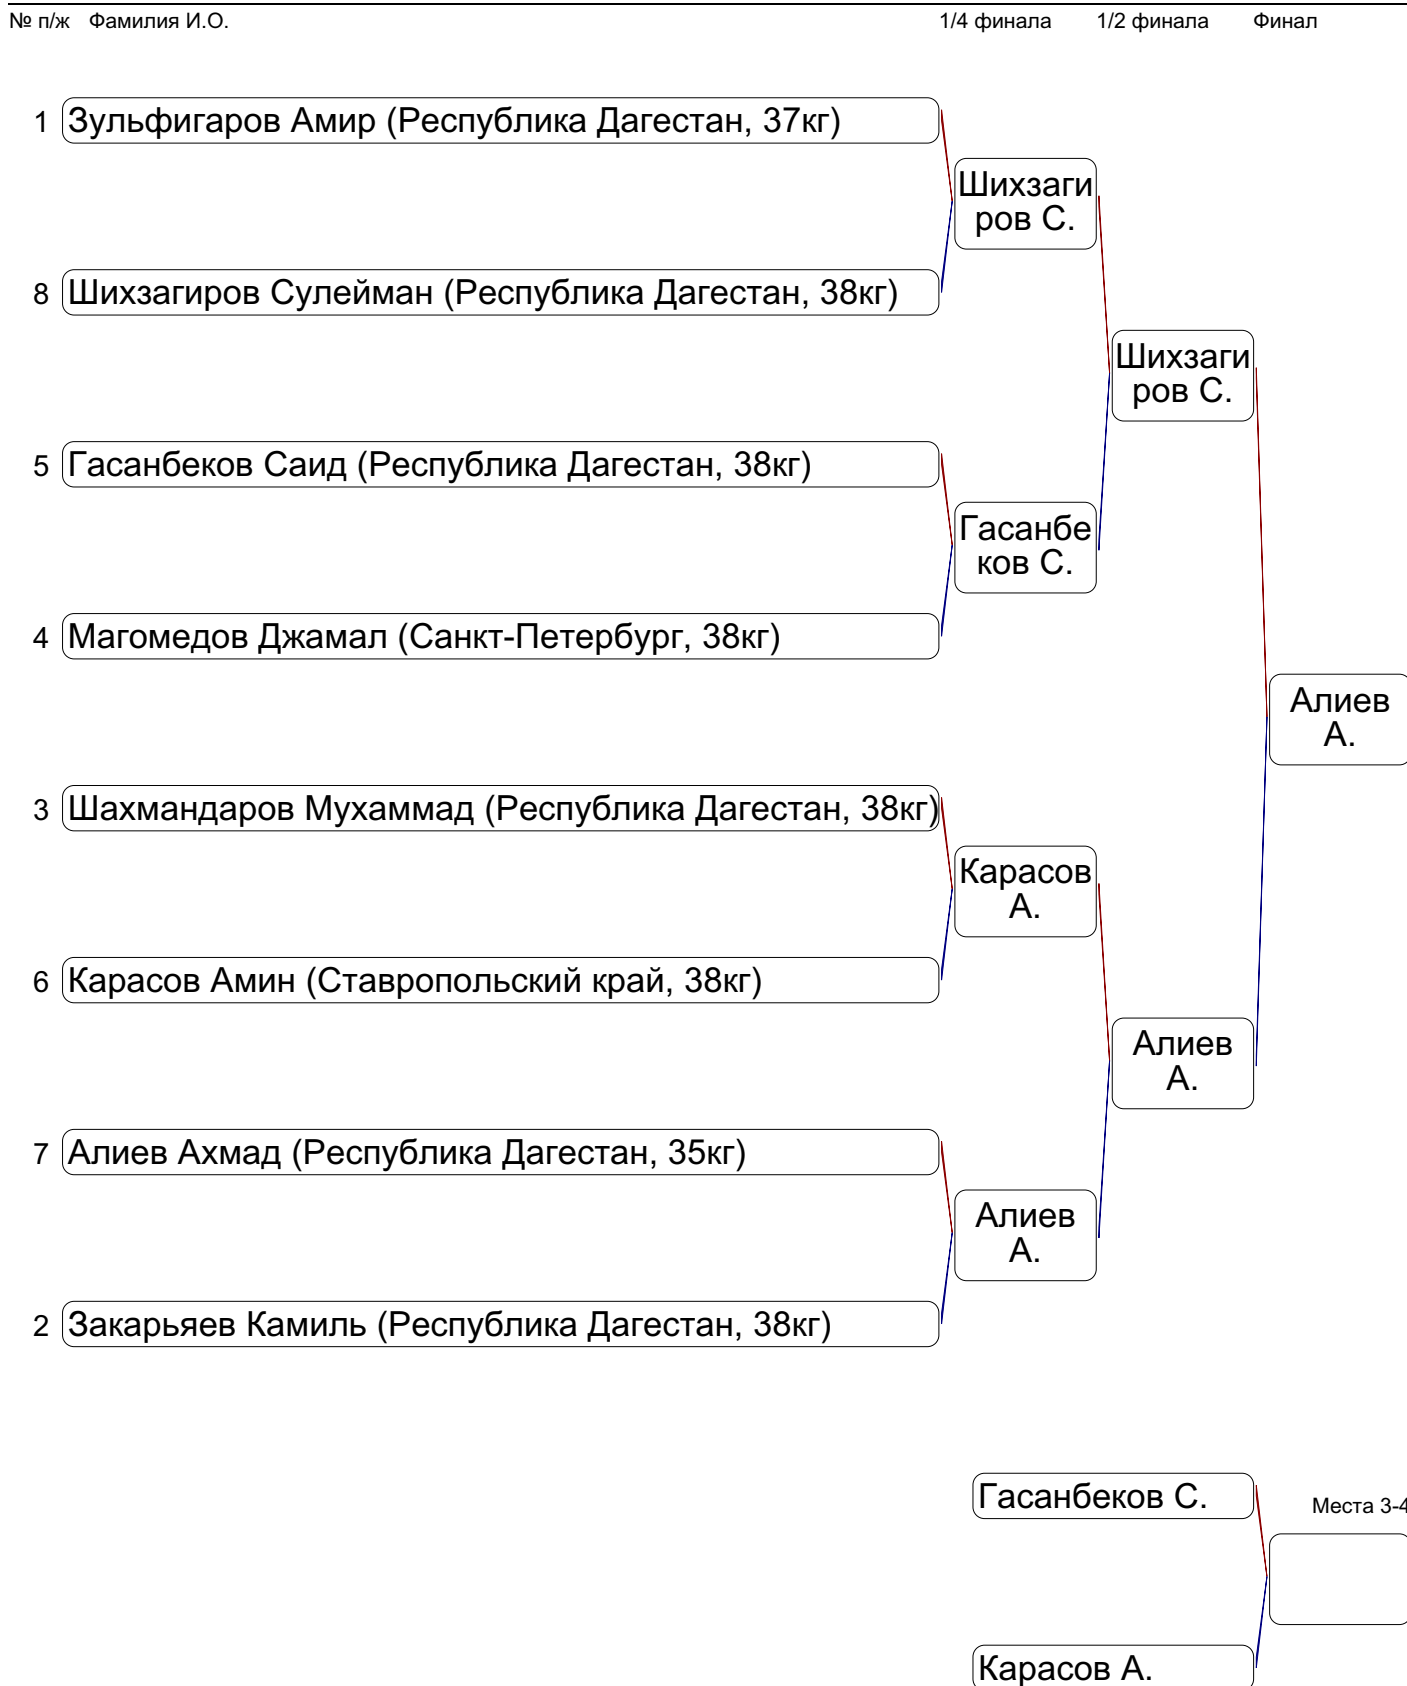 № п/ж Фамилия И.О. 1/4 финала 1/2 финала Финал
1 Зульфигаров Амир (Республика Дагестан, 37кг)
Шихзаги
ров С.
8 Шихзагиров Сулейман (Республика Дагестан, 38кг)
Шихзаги
ров С.
5 Гасанбеков Саид (Республика Дагестан, 38кг)
Гасанбе
ков С.
4 Магомедов Джамал (Санкт-Петербург, 38кг)
Алиев
А.
3 Шахмандаров Мухаммад (Республика Дагестан, 38кг)
Карасов
А.
6 Карасов Амин (Ставропольский край, 38кг)
Алиев
А.
7 Алиев Ахмад (Республика Дагестан, 35кг)
Алиев
А.
2 Закарьяев Камиль (Республика Дагестан, 38кг)
Гасанбеков С.
Места 3-4
Карасов А.